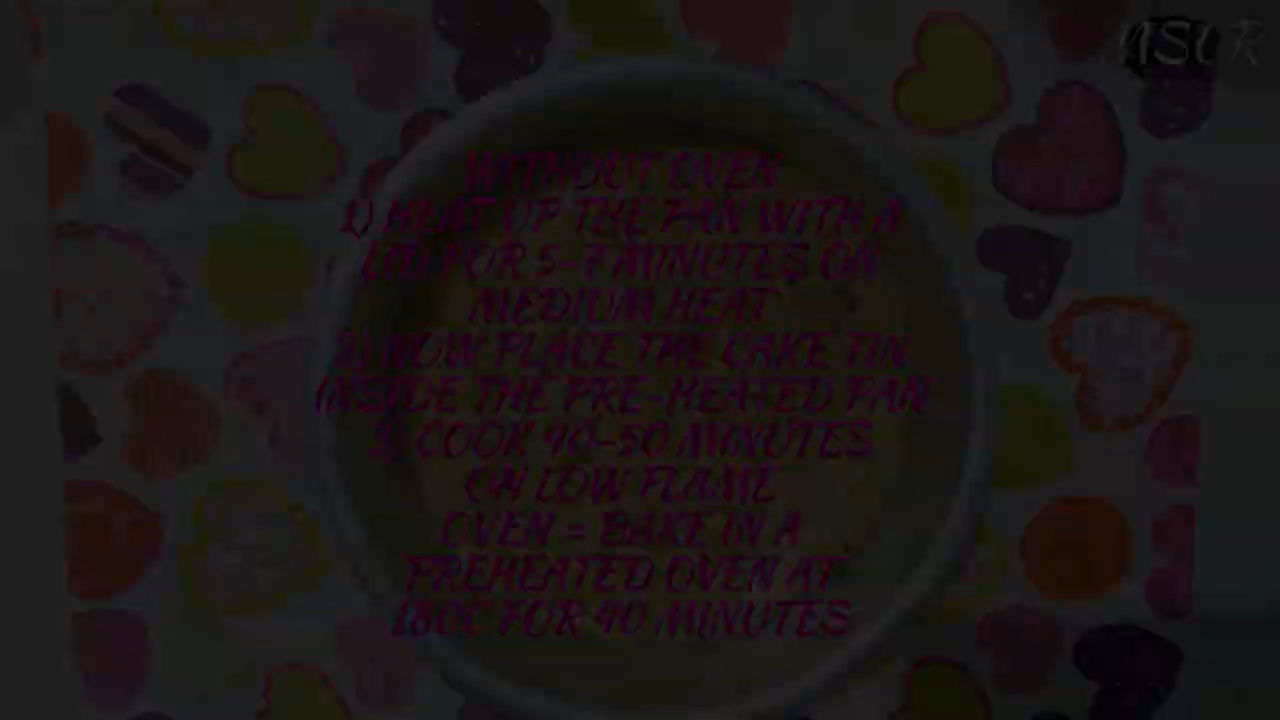 NSUR
WITHOUT OVEN
1) HEAT UP THE PAN WITH A
LID FOR 5-7 MINUTES ON
MEDIUM HEAT
2) NOW PLACE THE CAKE TIN
INSIDE THE PRE-HEATED PAN
3) COOK 40-50 MINUTES
ON LOW FLAME
OVEN = BAKE IN A
PREHEATED OVEN AT
180C FOR 40 MINUTES